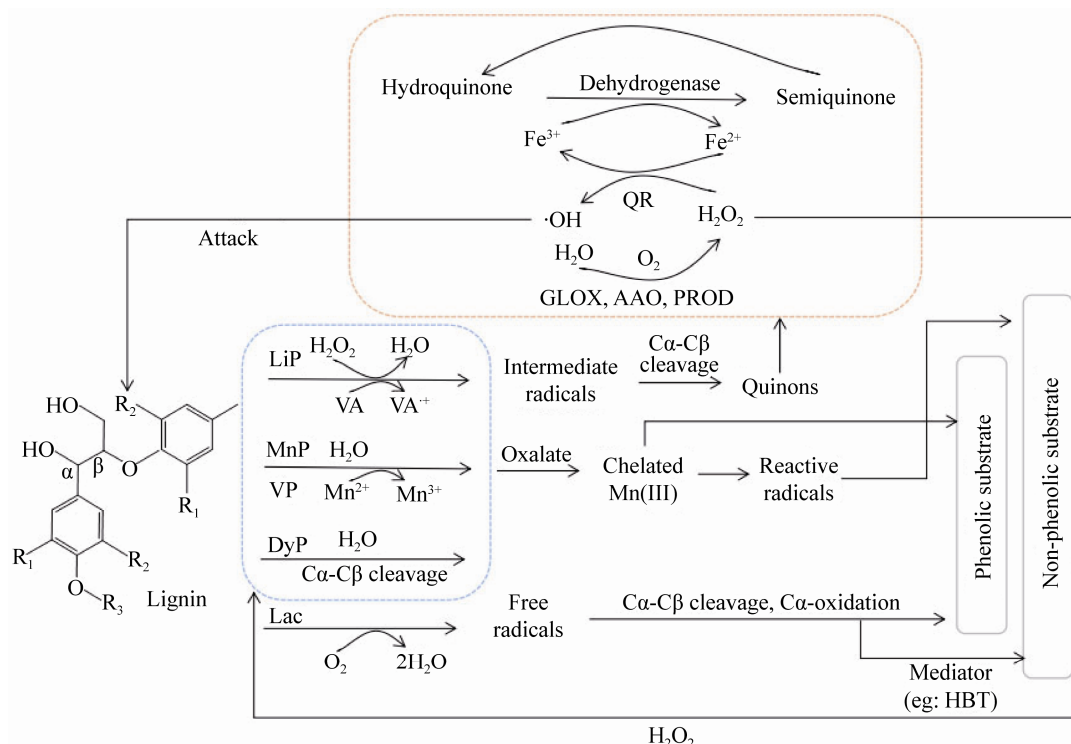 Hydroquinone
Dehydrogenase
Semiquinone
Fe³⁺
Fe²⁺
QR
·OH
H₂O₂
Attack
H₂O
O₂
GLOX, AAO, PROD
LiP
H₂O₂
H₂O
VA
VA·⁺
Intermediate
radicals
Cα-Cβ
cleavage
Quinons
HO
HO
α
β
O
R₂
R₁
R₁
R₂
O
R₃
Lignin
MnP
H₂O
VP
Mn²⁺
Mn³⁺
Oxalate
Chelated
Mn(III)
Reactive
radicals
DyP
H₂O
Cα-Cβ cleavage
Lac
O₂
2H₂O
Free
radicals
Cα-Cβ cleavage, Cα-oxidation
Mediator
(eg: HBT)
Phenolic substrate
Non-phenolic substrate
H₂O₂